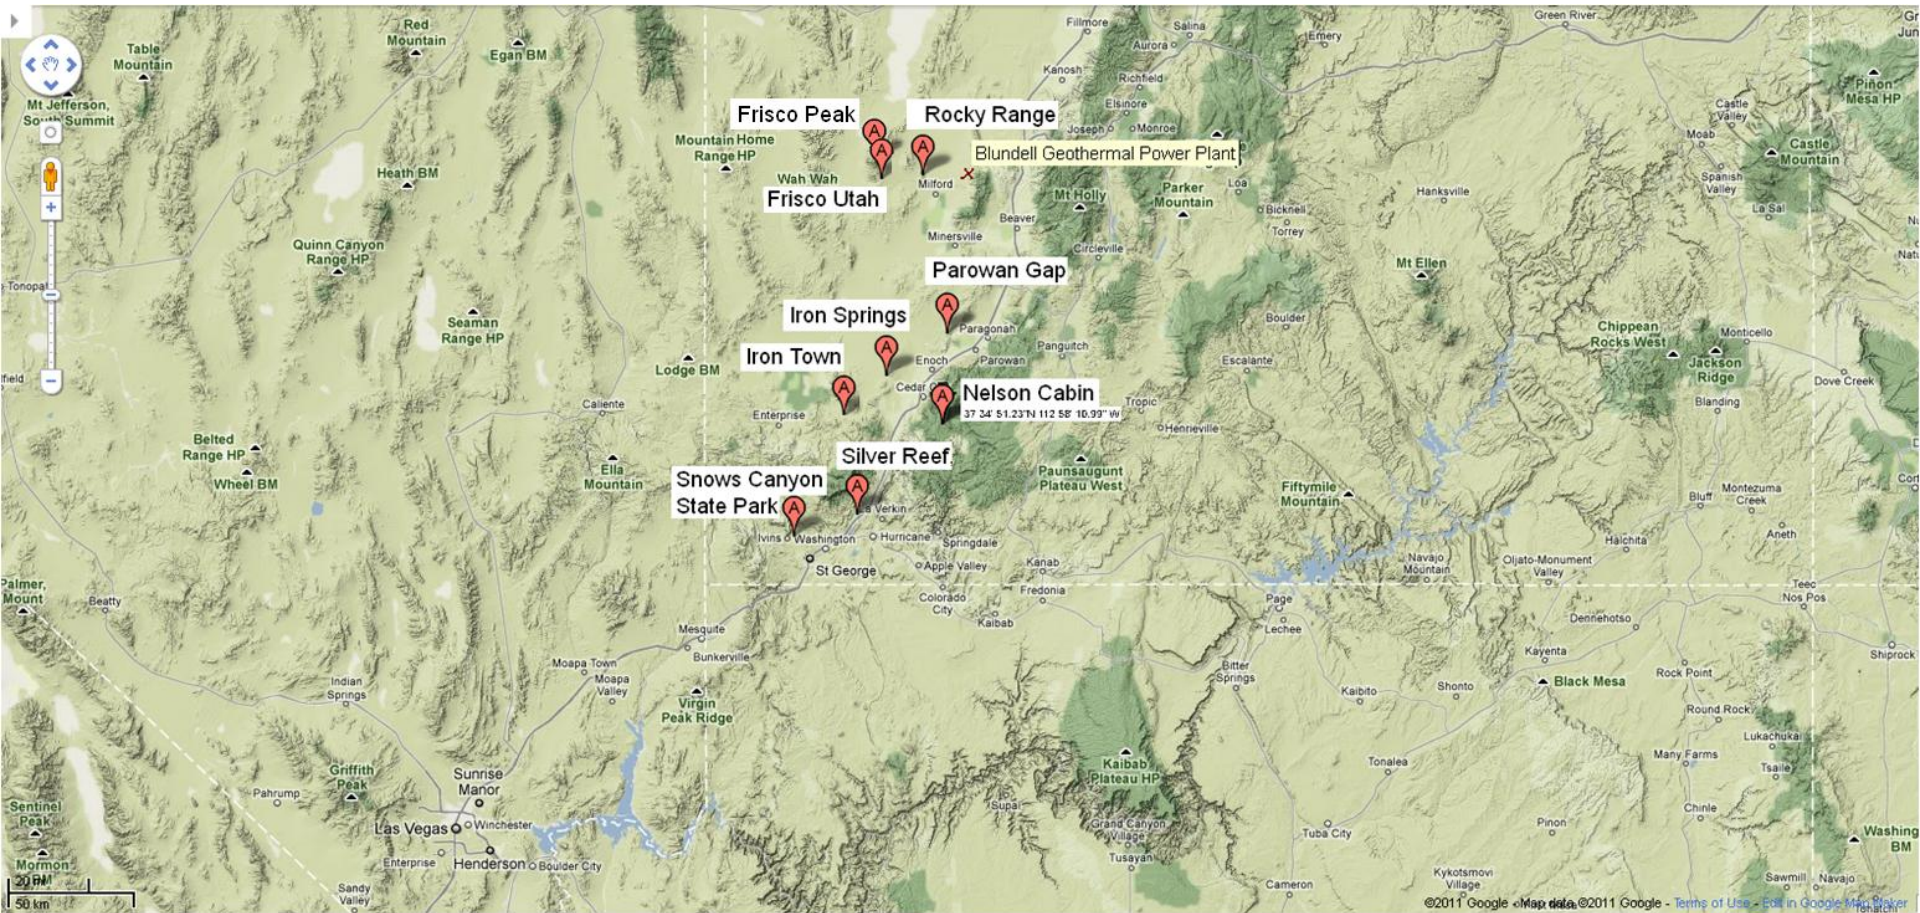 Fillmore
Salina
Green River
Red
Mountain
Emery
Aurora
Table
Mountain
Egan BM
Kanosh
Richfield
Mt Jefferson,
South Summit
Castle
Valley
Pinon
Mesa HP
Elsinore
Frisco Peak
Rocky Range
Joseph
Monroe
Moab
Castle
Mountain
Mountain Home
Range HP
Blundell Geothermal Power Plant
Heath BM
Wah Wah
Milford
Spanish
Valley
Frisco Utah
Mt Holly
Parker
Mountain
Loa
Hanksville
La Sal
Beaver
Bicknell
Torrey
Minersville
Circleville
Quinn Canyon
Range HP
Parowan Gap
Mt Ellen
Tonopah
Iron Springs
Seaman
Range HP
Paragonah
Boulder
Chippean
Rocks West
Monticello
Iron Town
Enoch
Parowan
Panguitch
Escalante
Jackson
Ridge
Lodge BM
Cedar
Nelson Cabin
37 34' 51.23"N 112 58' 10.99" W
Dove Creek
Caliente
Enterprise
Tropic
Blanding
Henrieville
Belted
Range HP
Silver Reef
Wheel BM
Ella
Mountain
Snows Canyon
State Park
Paunsaugunt
Plateau West
Fiftymile
Mountain
Bluff
Montezuma
Creek
La Verkin
Ivins
Washington
Hurricane
Springdale
Halchita
Aneth
St George
Apple Valley
Kanab
Navajo
Mountain
Oljato-Monument
Valley
Palmer,
Mount
Beatty
Colorado
City
Fredonia
Page
Teec
Nos Pos
Kaibab
Lechee
Dennehotso
Mesquite
Bunkerville
Kayenta
Shiprock
Moapa Town
Moapa
Valley
Bitter
Springs
Rock Point
Indian
Springs
Kaibito
Shonto
Black Mesa
Virgin
Peak Ridge
Round Rock
Lukachukai
Many Farms
Griffith
Peak
Sunrise
Manor
Kaibab
Plateau HP
Tonalea
Tsaile
Pahrump
Supai
Chinle
Sentinel
Peak
Las Vegas
Winchester
Grand Canyon
Village
Tuba City
Pinon
Washing
BM
Enterprise
Henderson
Boulder City
Tusayan
Mormon
BM
Sandy
Valley
Cameron
Kykotsmovi
Village
Sawmill
Navajo
20 mi
50 km
©2011 Google - Map data ©2011 Google - Terms of Use - Edit in Google Map Maker